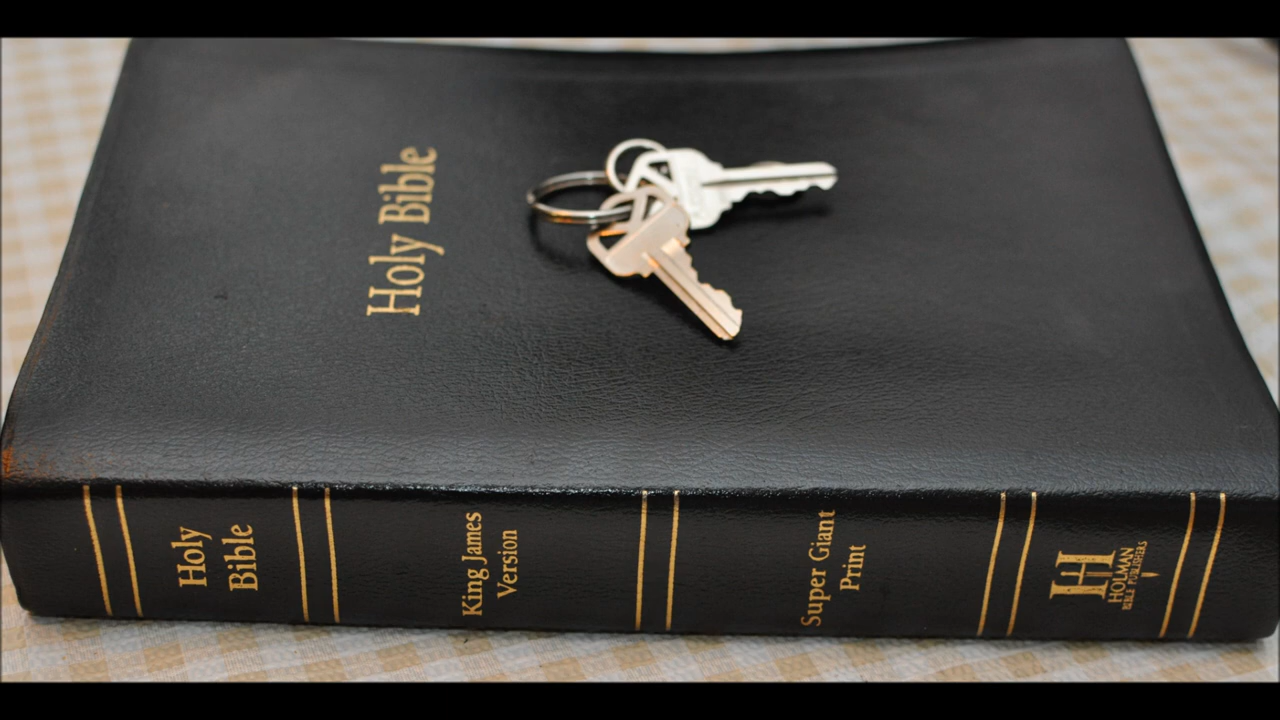 Holy Bible
Holy
Bible
King James
Version
Super Giant
Print
HOLMAN
BIBLE PUBLISHERS